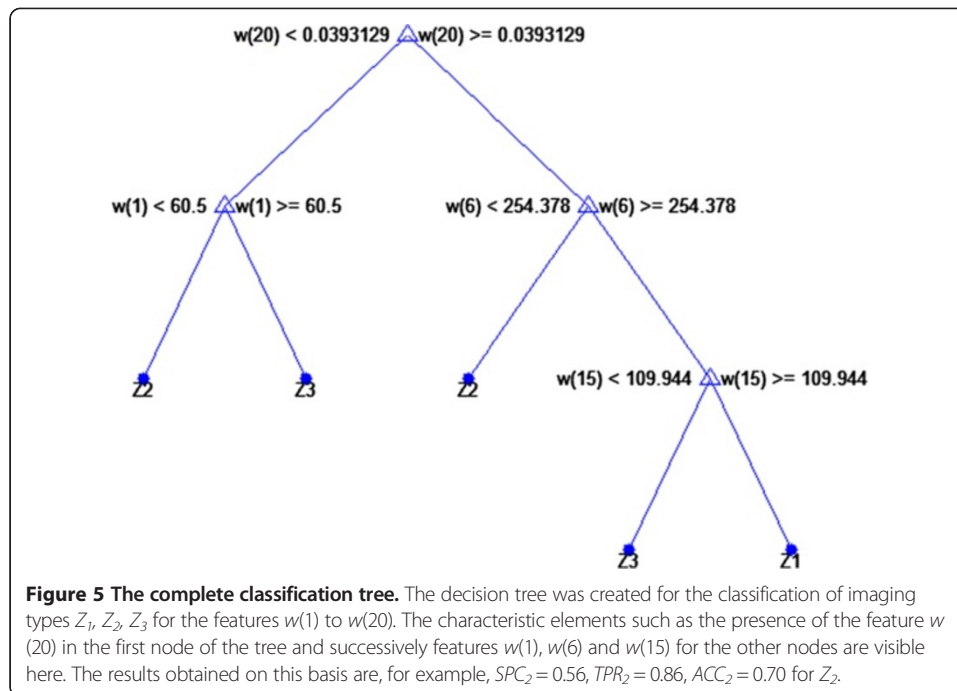 w(20) < 0.0393129 w(20) >= 0.0393129
w(1) < 60.5 w(1) >= 60.5 w(6) < 254.378 w(6) >= 254.378
Z2 Z3 Z2 w(15) < 109.944 w(15) >= 109.944
Z3 Z1
Figure 5 The complete classification tree. The decision tree was created for the classification of imaging
types Z₁, Z₂, Z₃ for the features w(1) to w(20). The characteristic elements such as the presence of the feature w
(20) in the first node of the tree and successively features w(1), w(6) and w(15) for the other nodes are visible
here. The results obtained on this basis are, for example, SPC₂ = 0.56, TPR₂ = 0.86, ACC₂ = 0.70 for Z₂.